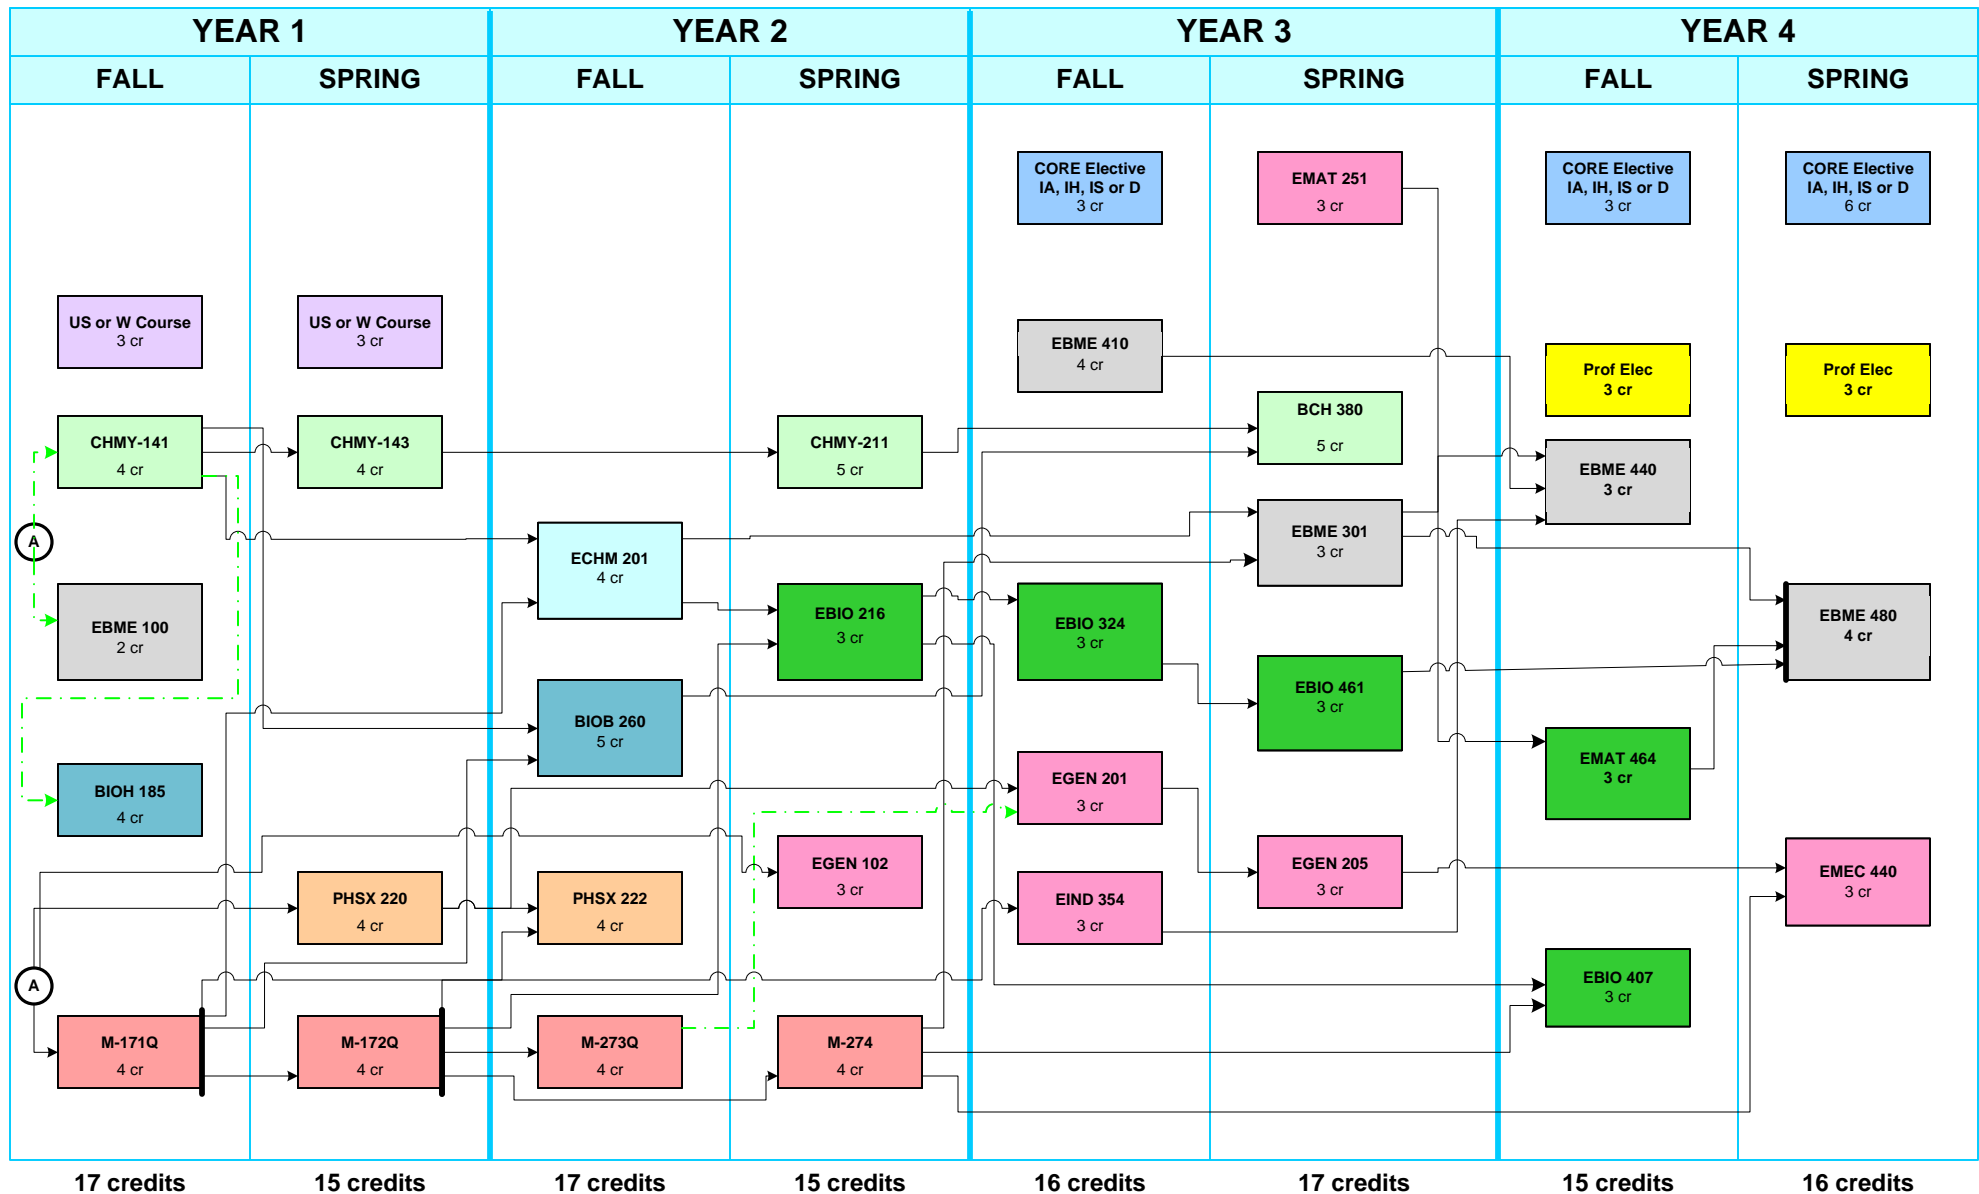 YEAR 1
YEAR 2
YEAR 3
YEAR 4
FALL
SPRING
FALL
SPRING
FALL
SPRING
FALL
SPRING
US or W Course
3 cr
CHMY-141
4 cr
A
EBME 100
2 cr
BIOH 185
4 cr
A
M-171Q
4 cr
17 credits
US or W Course
3 cr
CHMY-143
4 cr
PHSX 220
4 cr
M-172Q
4 cr
15 credits
ECHM 201
4 cr
BIOB 260
5 cr
PHSX 222
4 cr
M-273Q
4 cr
17 credits
CHMY-211
5 cr
EBIO 216
3 cr
EGEN 102
3 cr
M-274
4 cr
15 credits
CORE Elective
IA, IH, IS or D
3 cr
EBME 410
4 cr
EBIO 324
3 cr
EGEN 201
3 cr
EIND 354
3 cr
16 credits
EMAT 251
3 cr
BCH 380
5 cr
EBME 301
3 cr
EBIO 461
3 cr
EGEN 205
3 cr
17 credits
CORE Elective
IA, IH, IS or D
3 cr
Prof Elec
3 cr
EBME 440
3 cr
EMAT 464
3 cr
EBIO 407
3 cr
15 credits
CORE Elective
IA, IH, IS or D
6 cr
Prof Elec
3 cr
EBME 480
4 cr
EMEC 440
3 cr
16 credits